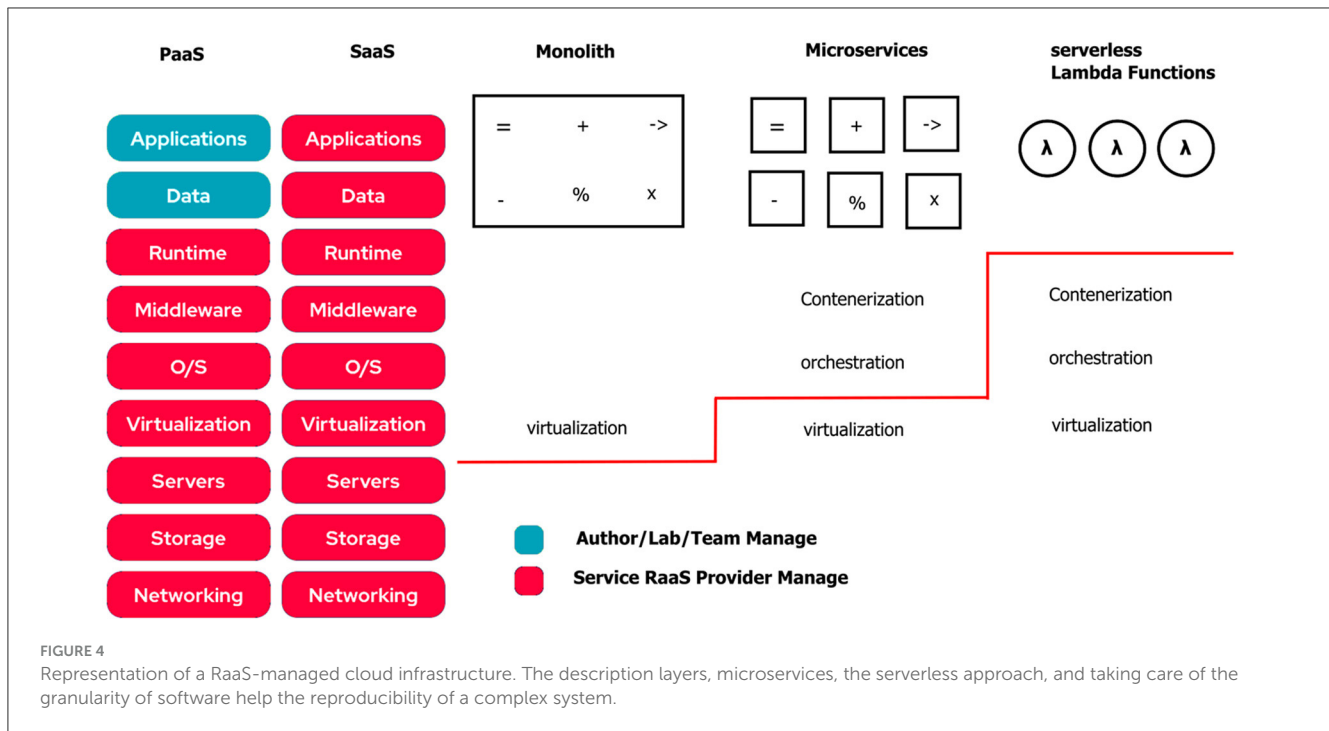 PaaS
SaaS
Monolith
Microservices
serverless
Lambda Functions
Applications
Data
Runtime
Middleware
O/S
Virtualization
Servers
Storage
Networking
Applications
Data
Runtime
Middleware
O/S
Virtualization
Servers
Storage
Networking
= + ->
- % x
virtualization
= + ->
- % x
Contenerization
orchestration
virtualization
λ λ λ
Contenerization
orchestration
virtualization
Author/Lab/Team Manage
Service RaaS Provider Manage
FIGURE 4
Representation of a RaaS-managed cloud infrastructure. The description layers, microservices, the serverless approach, and taking care of the
granularity of software help the reproducibility of a complex system.